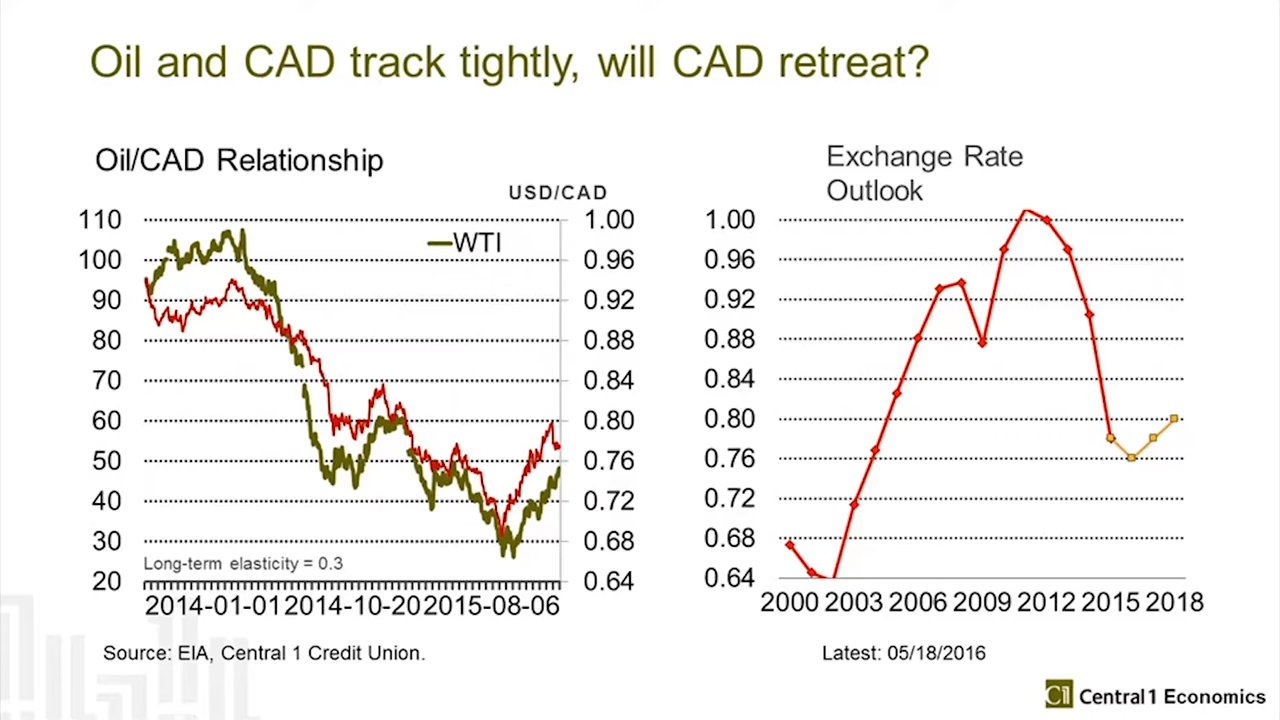 Oil and CAD track tightly, will CAD retreat?
Oil/CAD Relationship
USD/CAD
110
100
90
80
70
60
50
40
30
20
WTI
1.00
0.96
0.92
0.88
0.84
0.80
0.76
0.72
0.68
0.64
Long-term elasticity = 0.3
2014-01-01 2014-10-20 2015-08-06
Source: EIA, Central 1 Credit Union.
Exchange Rate
Outlook
1.00
0.96
0.92
0.88
0.84
0.80
0.76
0.72
0.68
0.64
2000 2003 2006 2009 2012 2015 2018
Latest: 05/18/2016
C1 Central 1 Economics